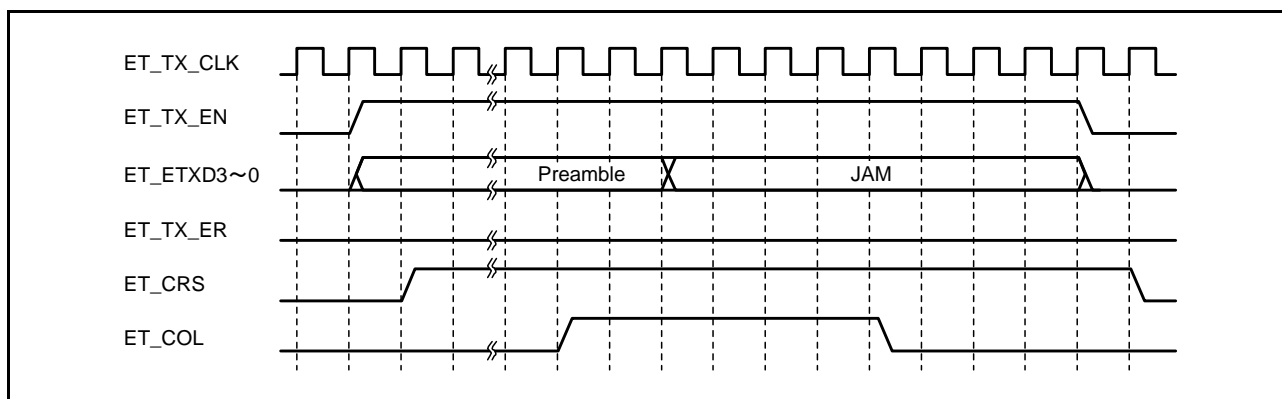 ET_TX_CLK
ET_TX_EN
ET_ETXD3～0 Preamble JAM
ET_TX_ER
ET_CRS
ET_COL